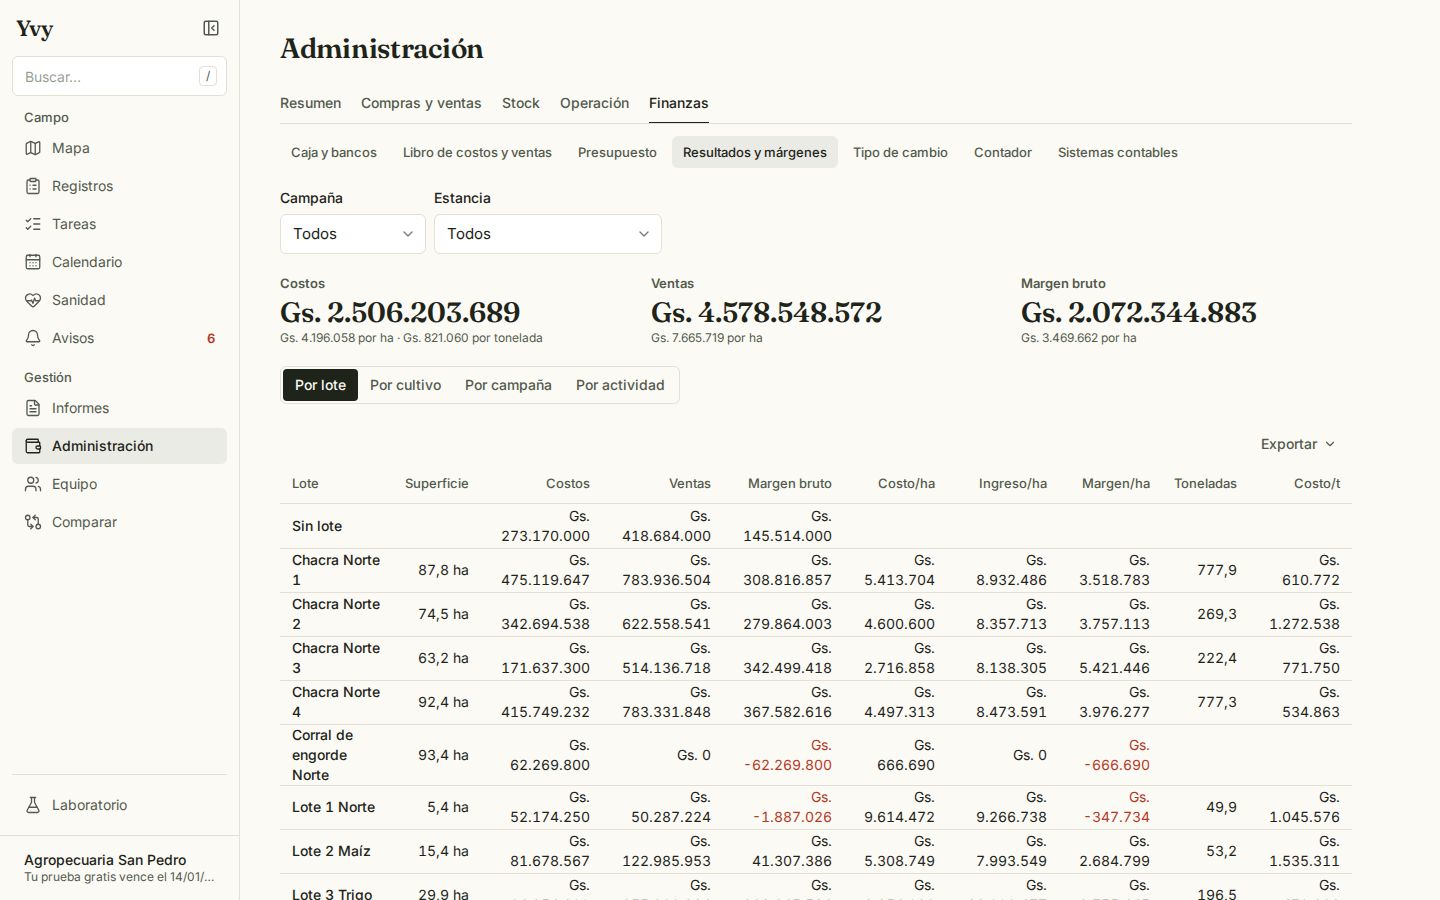 Yvy
Buscar...
/
Campo
Mapa
Registros
Tareas
Calendario
Sanidad
Avisos 6
Gestión
Informes
Administración
Equipo
Comparar
Laboratorio
Agropecuaria San Pedro
Tu prueba gratis vence el 14/01/...
Administración
Resumen Compras y ventas Stock Operación Finanzas
Caja y bancos Libro de costos y ventas Presupuesto Resultados y márgenes Tipo de cambio Contador Sistemas contables
Campaña Estancia
Todos Todos
Costos Ventas Margen bruto
Gs. 2.506.203.689 Gs. 4.578.548.572 Gs. 2.072.344.883
Gs. 4.196.058 por ha · Gs. 821.060 por tonelada Gs. 7.665.719 por ha Gs. 3.469.662 por ha
Por lote Por cultivo Por campaña Por actividad
Exportar
Lote Superficie Costos Ventas Margen bruto Costo/ha Ingreso/ha Margen/ha Toneladas Costo/t
Sin lote Gs. 273.170.000 Gs. 418.684.000 Gs. 145.514.000
Chacra Norte 1 87,8 ha Gs. 475.119.647 Gs. 783.936.504 Gs. 308.816.857 Gs. 5.413.704 Gs. 8.932.486 Gs. 3.518.783 777,9 Gs. 610.772
Chacra Norte 2 74,5 ha Gs. 342.694.538 Gs. 622.558.541 Gs. 279.864.003 Gs. 4.600.600 Gs. 8.357.713 Gs. 3.757.113 269,3 Gs. 1.272.538
Chacra Norte 3 63,2 ha Gs. 171.637.300 Gs. 514.136.718 Gs. 342.499.418 Gs. 2.716.858 Gs. 8.138.305 Gs. 5.421.446 222,4 Gs. 771.750
Chacra Norte 4 92,4 ha Gs. 415.749.232 Gs. 783.331.848 Gs. 367.582.616 Gs. 4.497.313 Gs. 8.473.591 Gs. 3.976.277 777,3 Gs. 534.863
Corral de engorde Norte 93,4 ha Gs. 62.269.800 Gs. 0 Gs. -62.269.800 Gs. 666.690 Gs. 0 Gs. -666.690
Lote 1 Norte 5,4 ha Gs. 52.174.250 Gs. 50.287.224 Gs. -1.887.026 Gs. 9.614.472 Gs. 9.266.738 Gs. -347.734 49,9 Gs. 1.045.576
Lote 2 Maíz 15,4 ha Gs. 81.678.567 Gs. 122.985.953 Gs. 41.307.386 Gs. 5.308.749 Gs. 7.993.549 Gs. 2.684.799 53,2 Gs. 1.535.311
Lote 3 Trigo 29,9 ha Gs. Gs. Gs. Gs. Gs. Gs. 196,5 Gs.